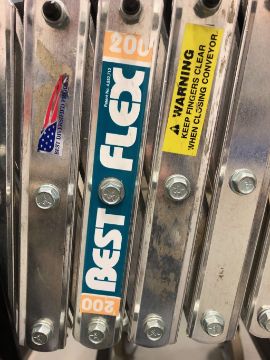 200
BEST FLEX
200
WARNING
KEEP FINGERS CLEAR
WHEN CLOSING CONVEYOR.